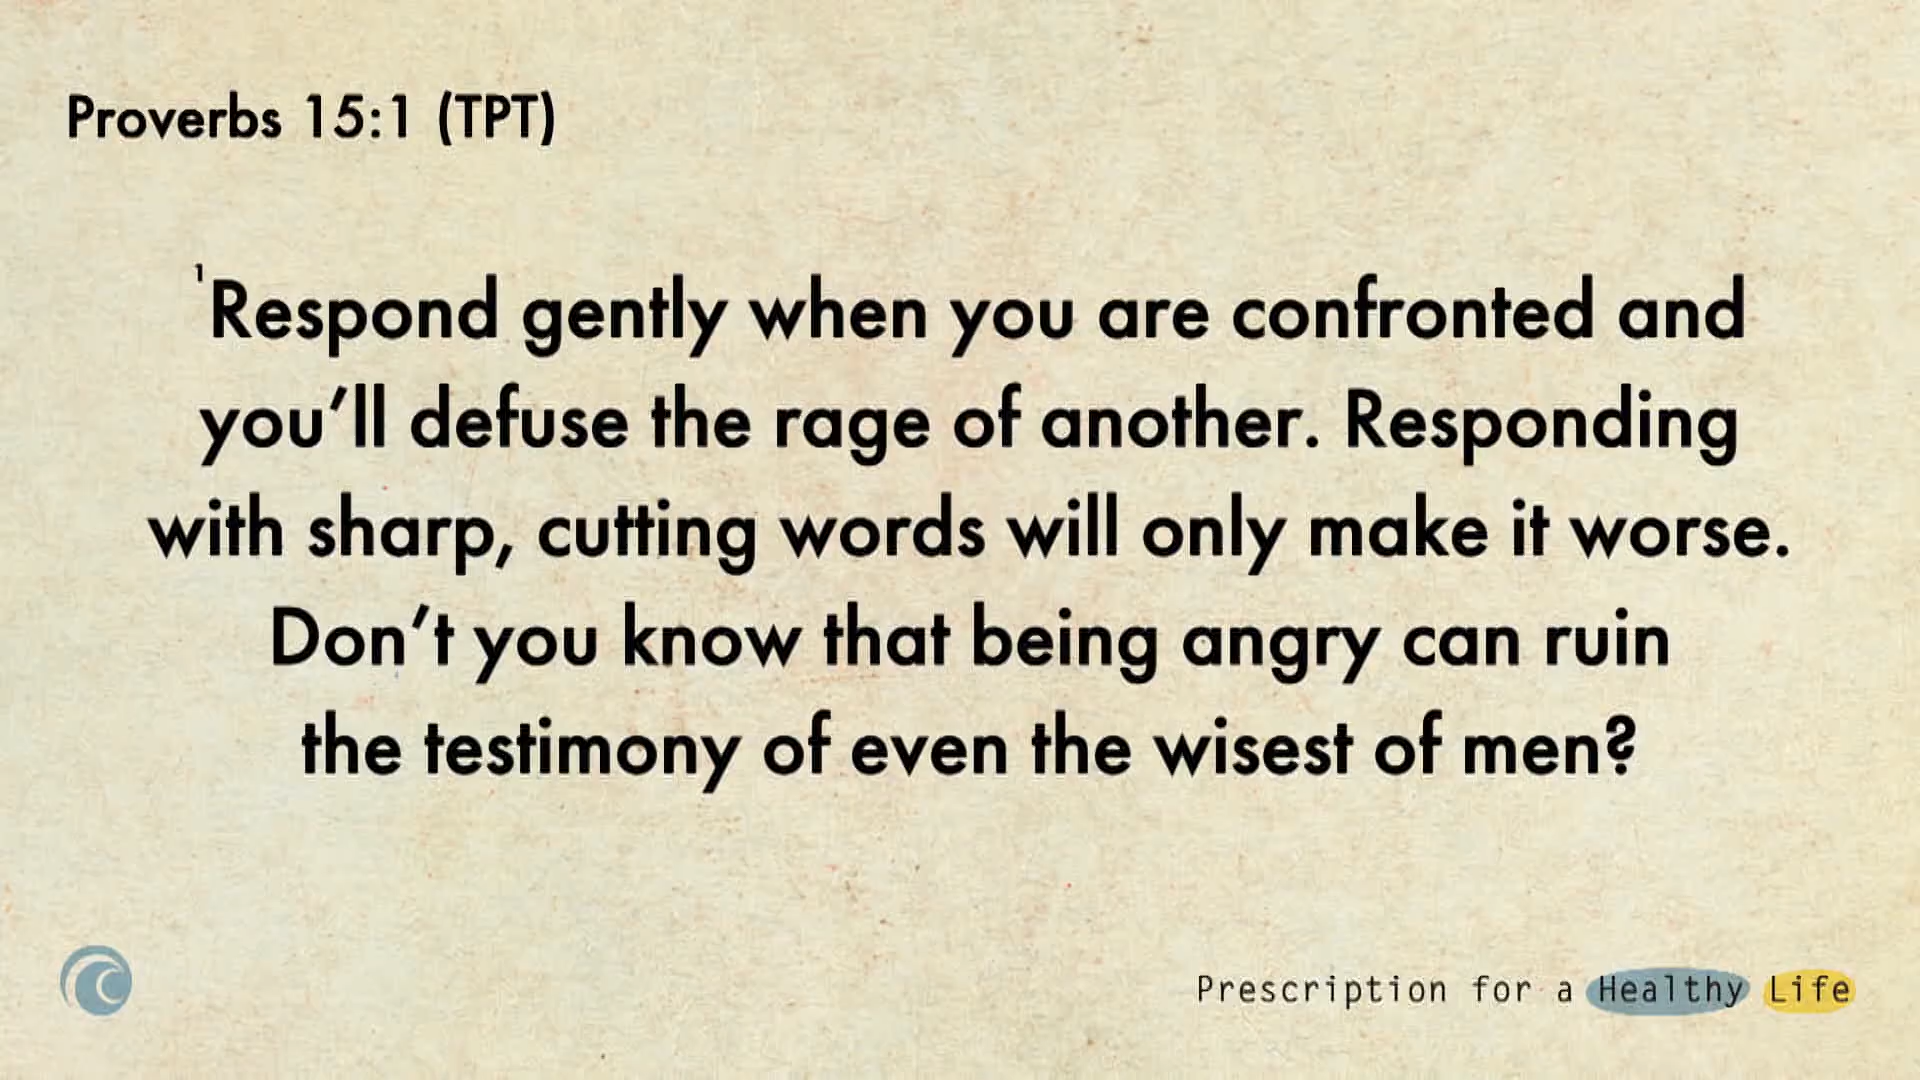 Proverbs 15:1 (TPT)
¹Respond gently when you are confronted and
you’ll defuse the rage of another. Responding
with sharp, cutting words will only make it worse.
Don’t you know that being angry can ruin
the testimony of even the wisest of men?
Prescription for a Healthy Life